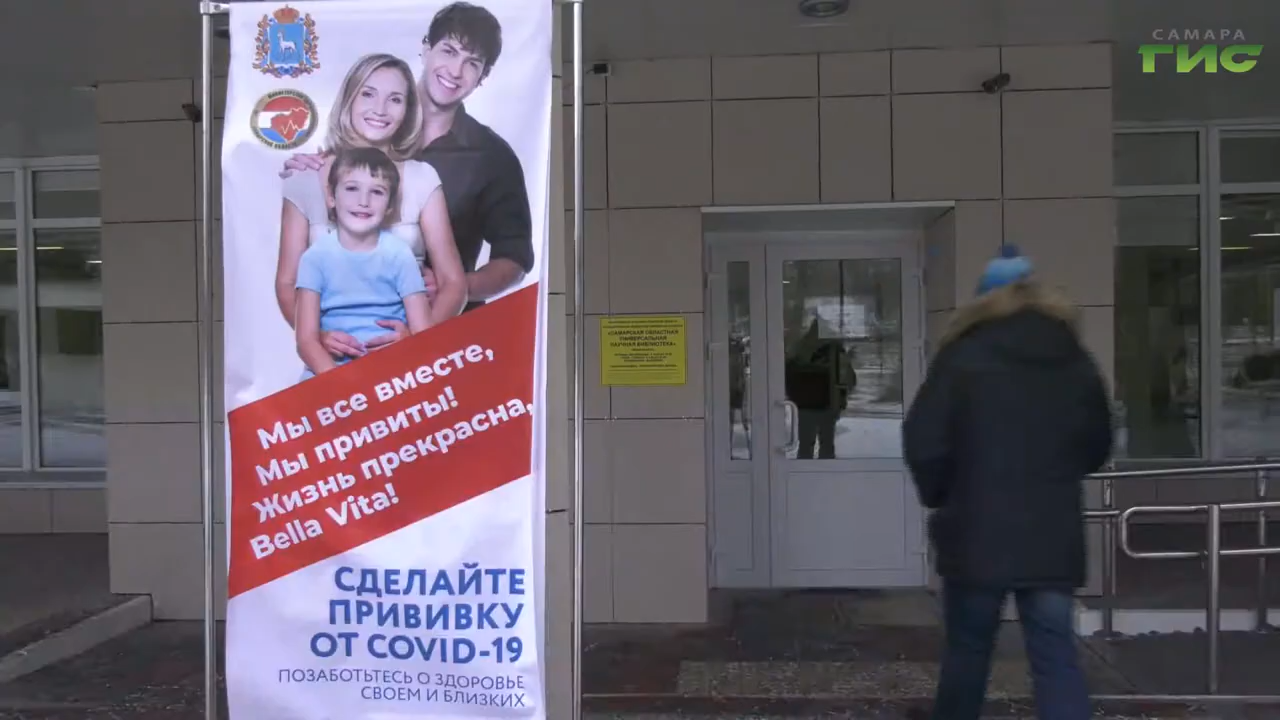 САМАРА
ГИС
Мы все вместе,
Мы привиты!
Жизнь прекрасна,
Bella Vita!
СДЕЛАЙТЕ
ПРИВИВКУ
ОТ COVID-19
ПОЗАБОТЬТЕСЬ О ЗДОРОВЬЕ
СВОЕМ И БЛИЗКИХ
«САМАРСКАЯ ОБЛАСТНАЯ
УНИВЕРСАЛЬНАЯ
НАУЧНАЯ БИБЛИОТЕКА»